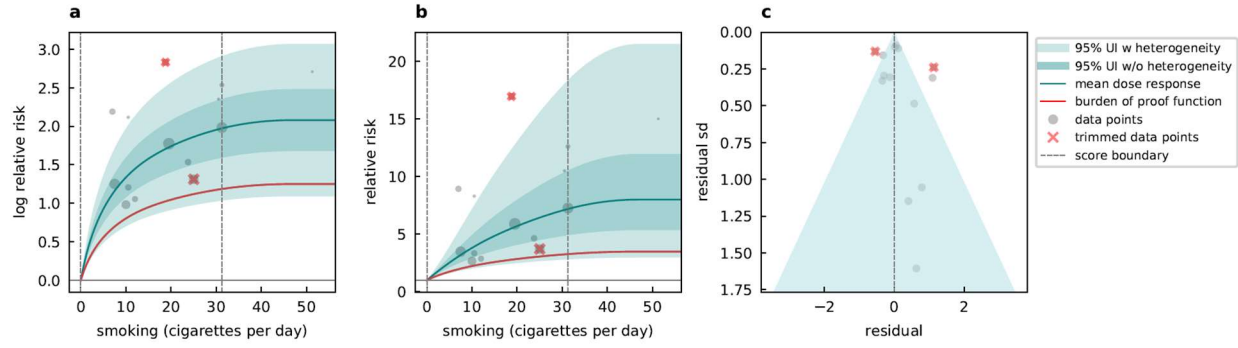 a
log relative risk
3.0
2.5
2.0
1.5
1.0
0.5
0.0
0 10 20 30 40 50
smoking (cigarettes per day)
b
relative risk
20
15
10
5
0
0 10 20 30 40 50
smoking (cigarettes per day)
c
residual sd
0.00
0.25
0.50
0.75
1.00
1.25
1.50
1.75
−2 0 2
residual
95% UI w heterogeneity
95% UI w/o heterogeneity
mean dose response
burden of proof function
data points
trimmed data points
score boundary